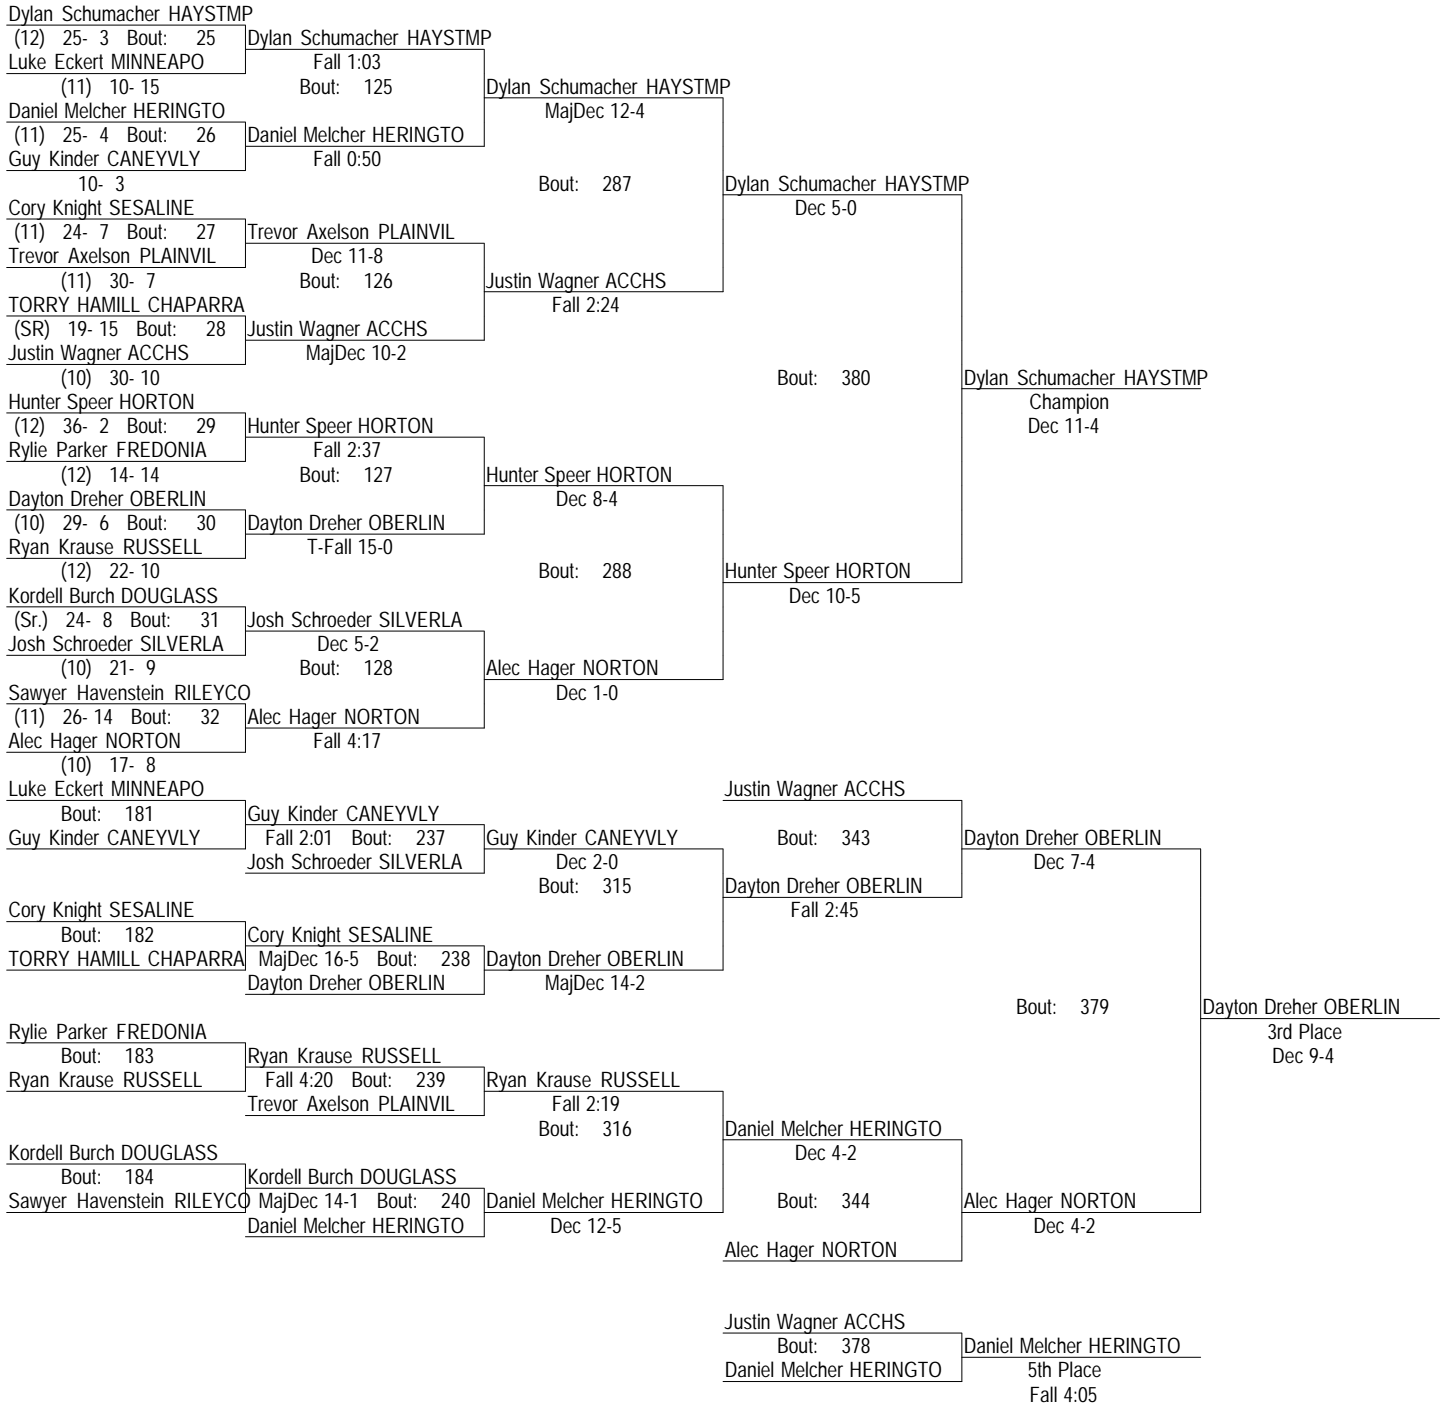 Dylan Schumacher HAYSTMP
(12) 25- 3 Bout: 25 Dylan Schumacher HAYSTMP
Luke Eckert MINNEAPO Fall 1:03
(11) 10- 15 Bout: 125 Dylan Schumacher HAYSTMP
Daniel Melcher HERINGTO MajDec 12-4
(11) 25- 4 Bout: 26 Daniel Melcher HERINGTO
Guy Kinder CANEYVLY Fall 0:50
10- 3 Bout: 287 Dylan Schumacher HAYSTMP
Cory Knight SESALINE Dec 5-0
(11) 24- 7 Bout: 27 Trevor Axelson PLAINVIL
Trevor Axelson PLAINVIL Dec 11-8
(11) 30- 7 Bout: 126 Justin Wagner ACCHS
TORRY HAMILL CHAPARRA Fall 2:24
(SR) 19- 15 Bout: 28 Justin Wagner ACCHS
Justin Wagner ACCHS MajDec 10-2
(10) 30- 10 Bout: 380 Dylan Schumacher HAYSTMP
Hunter Speer HORTON Champion
(12) 36- 2 Bout: 29 Hunter Speer HORTON Dec 11-4
Rylie Parker FREDONIA Fall 2:37
(12) 14- 14 Bout: 127 Hunter Speer HORTON
Dayton Dreher OBERLIN Dec 8-4
(10) 29- 6 Bout: 30 Dayton Dreher OBERLIN
Ryan Krause RUSSELL T-Fall 15-0
(12) 22- 10 Bout: 288 Hunter Speer HORTON
Kordell Burch DOUGLASS Dec 10-5
(Sr.) 24- 8 Bout: 31 Josh Schroeder SILVERLA
Josh Schroeder SILVERLA Dec 5-2
(10) 21- 9 Bout: 128 Alec Hager NORTON
Sawyer Havenstein RILEYCO Dec 1-0
(11) 26- 14 Bout: 32 Alec Hager NORTON
Alec Hager NORTON Fall 4:17
(10) 17- 8
Luke Eckert MINNEAPO Justin Wagner ACCHS
Bout: 181 Guy Kinder CANEYVLY
Guy Kinder CANEYVLY Fall 2:01 Bout: 237 Guy Kinder CANEYVLY Bout: 343 Dayton Dreher OBERLIN
Josh Schroeder SILVERLA Dec 2-0 Dec 7-4
Bout: 315 Dayton Dreher OBERLIN
Cory Knight SESALINE Fall 2:45
Bout: 182 Cory Knight SESALINE
TORRY HAMILL CHAPARRA MajDec 16-5 Bout: 238 Dayton Dreher OBERLIN
Dayton Dreher OBERLIN MajDec 14-2
Bout: 379 Dayton Dreher OBERLIN
Rylie Parker FREDONIA 3rd Place
Bout: 183 Ryan Krause RUSSELL Dec 9-4
Ryan Krause RUSSELL Fall 4:20 Bout: 239 Ryan Krause RUSSELL
Trevor Axelson PLAINVIL Fall 2:19
Bout: 316 Daniel Melcher HERINGTO
Kordell Burch DOUGLASS Dec 4-2
Bout: 184 Kordell Burch DOUGLASS
Sawyer Havenstein RILEYCO MajDec 14-1 Bout: 240 Daniel Melcher HERINGTO Bout: 344 Alec Hager NORTON
Daniel Melcher HERINGTO Dec 12-5 Dec 4-2
Alec Hager NORTON
Justin Wagner ACCHS
Bout: 378 Daniel Melcher HERINGTO
Daniel Melcher HERINGTO 5th Place
Fall 4:05